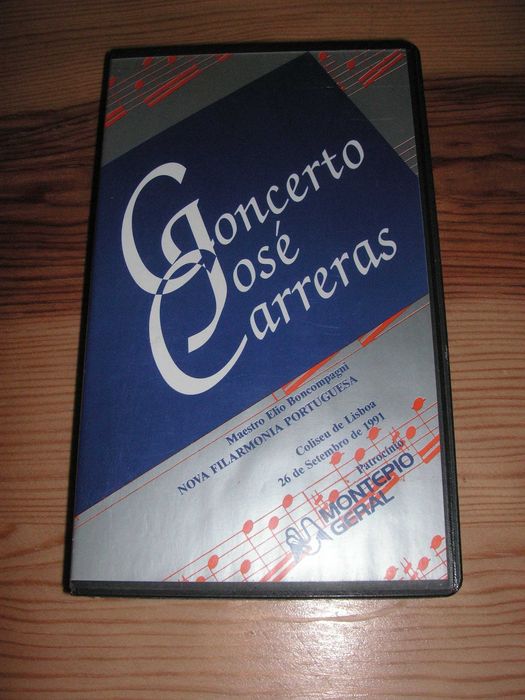 Concerto
José
Carreras
Maestro Elio Boncompagni
NOVA FILARMONIA PORTUGUESA
Coliseu de Lisboa
26 de Setembro de 1991
Patrocínio
MONTEPIO
GERAL